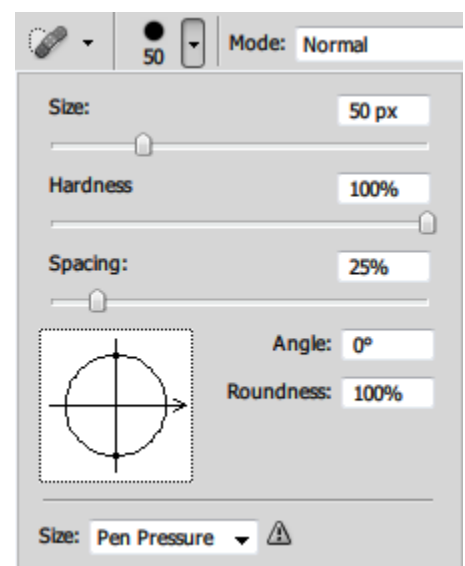 50 Mode: Normal
Size: 50 px
Hardness 100%
Spacing: 25%
Angle: 0°
Roundness: 100%
Size: Pen Pressure